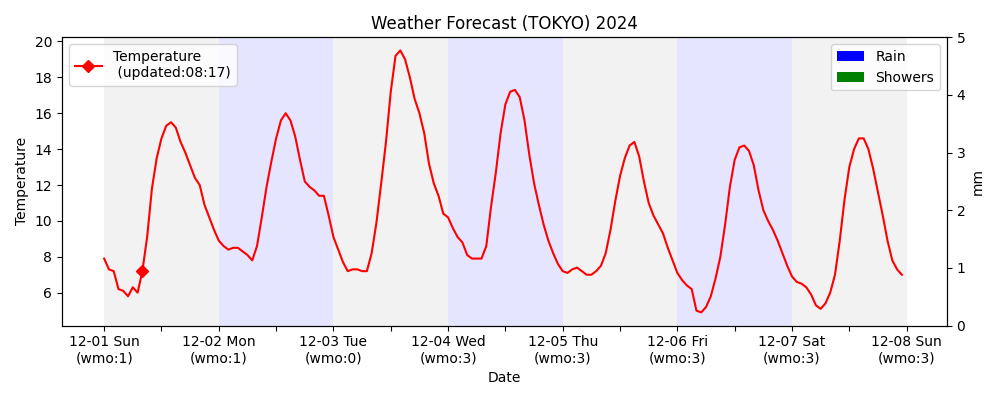 Weather Forecast (TOKYO) 2024
Temperature
(updated:08:17)
Rain
Showers
Temperature
20
18
16
14
12
10
8
6
5
4
3
2
1
0
mm
12-01 Sun
(wmo:1)
12-02 Mon
(wmo:1)
12-03 Tue
(wmo:0)
12-04 Wed
(wmo:3)
12-05 Thu
(wmo:3)
12-06 Fri
(wmo:3)
12-07 Sat
(wmo:3)
12-08 Sun
(wmo:3)
Date